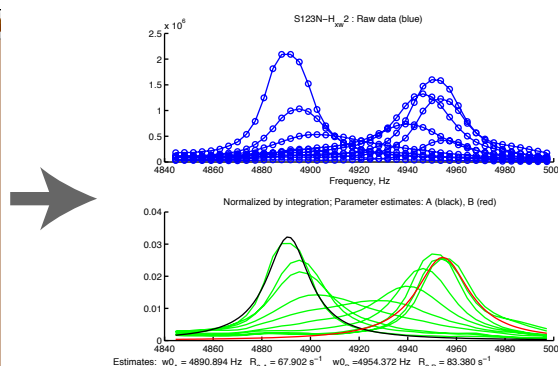 S123N−H_xw2 : Raw data (blue)
x 10^6
2.5
2
1.5
1
0.5
0
4840 4860 4880 4900 4920 4940 4960 4980 500
Frequency, Hz
Normalized by integration; Parameter estimates: A (black), B (red)
0.04
0.03
0.02
0.01
0
4840 4860 4880 4900 4920 4940 4960 4980 500
Estimates: w0 = 4890.894 Hz = 67.902 s^−1 w0 =4954.372 Hz = 83.380 s^−1